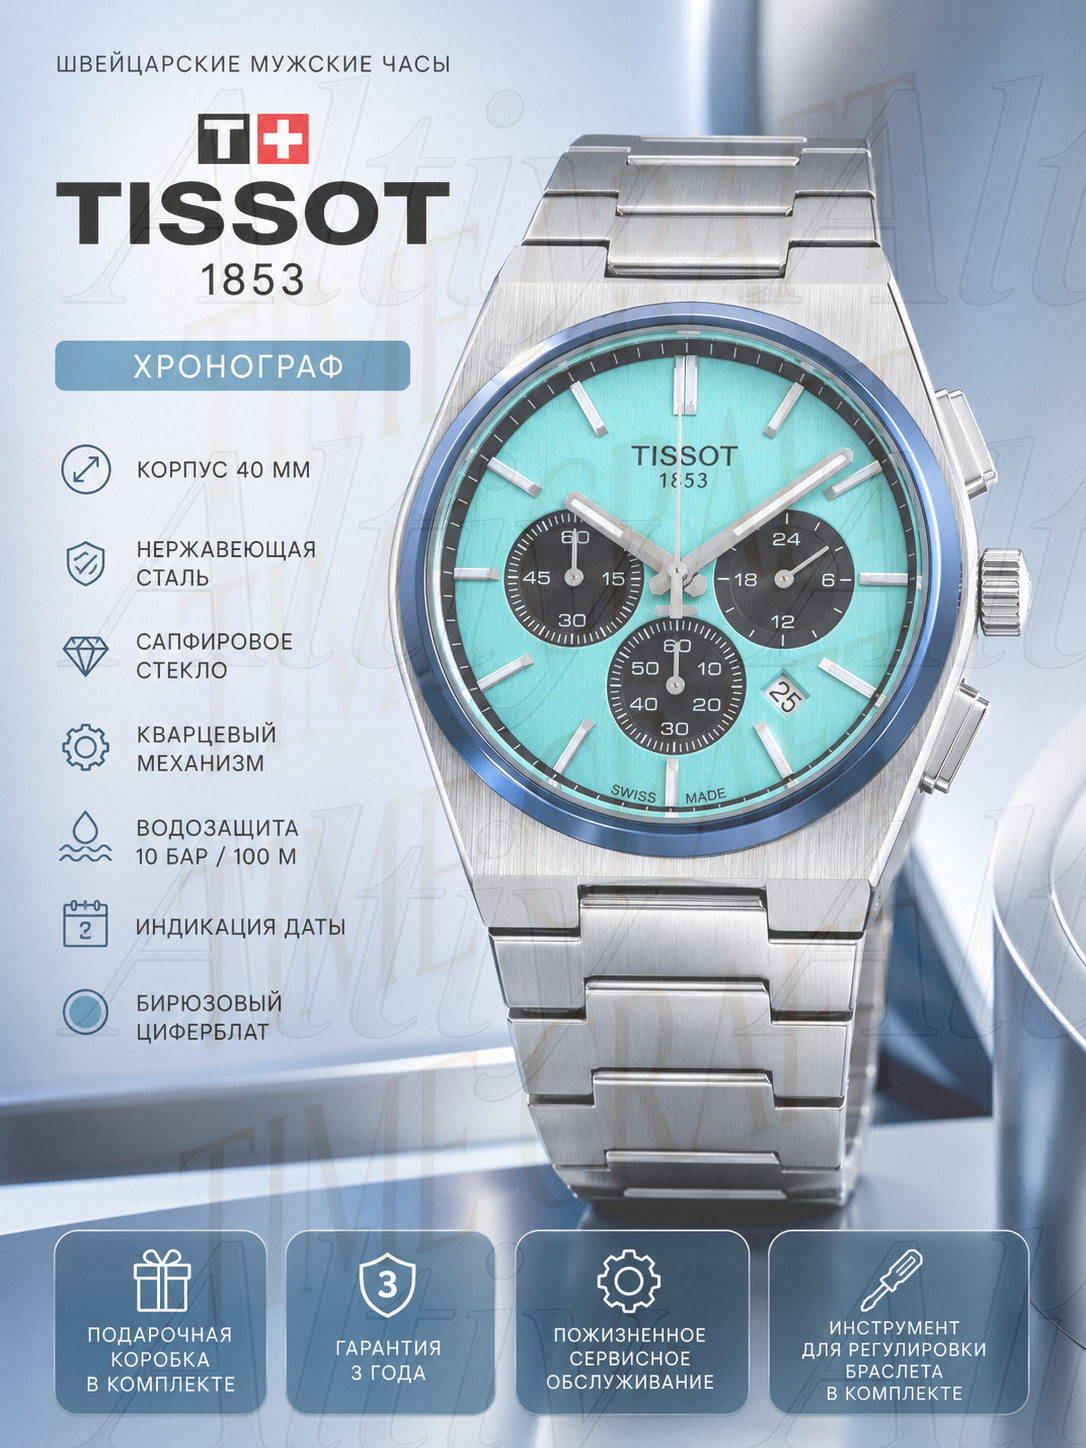 ШВЕЙЦАРСКИЕ МУЖСКИЕ ЧАСЫ
T+
TISSOT
1853
ХРОНОГРАФ
КОРПУС 40 ММ
НЕРЖАВЕЮЩАЯ
СТАЛЬ
САПФИРОВОЕ
СТЕКЛО
КВАРЦЕВЫЙ
МЕХАНИЗМ
ВОДОЗАЩИТА
10 БАР / 100 М
2
ИНДИКАЦИЯ ДАТЫ
БИРЮЗОВЫЙ
ЦИФЕРБЛАТ
TISSOT
1853
60
45 15
30
24
18 6
12
60
50 10
40 20
30
25
SWISS MADE
ПОДАРОЧНАЯ
КОРОБКА
В КОМПЛЕКТЕ
3
ГАРАНТИЯ
3 ГОДА
ПОЖИЗНЕННОЕ
СЕРВИСНОЕ
ОБСЛУЖИВАНИЕ
ИНСТРУМЕНТ
ДЛЯ РЕГУЛИРОВКИ
БРАСЛЕТА
В КОМПЛЕКТЕ